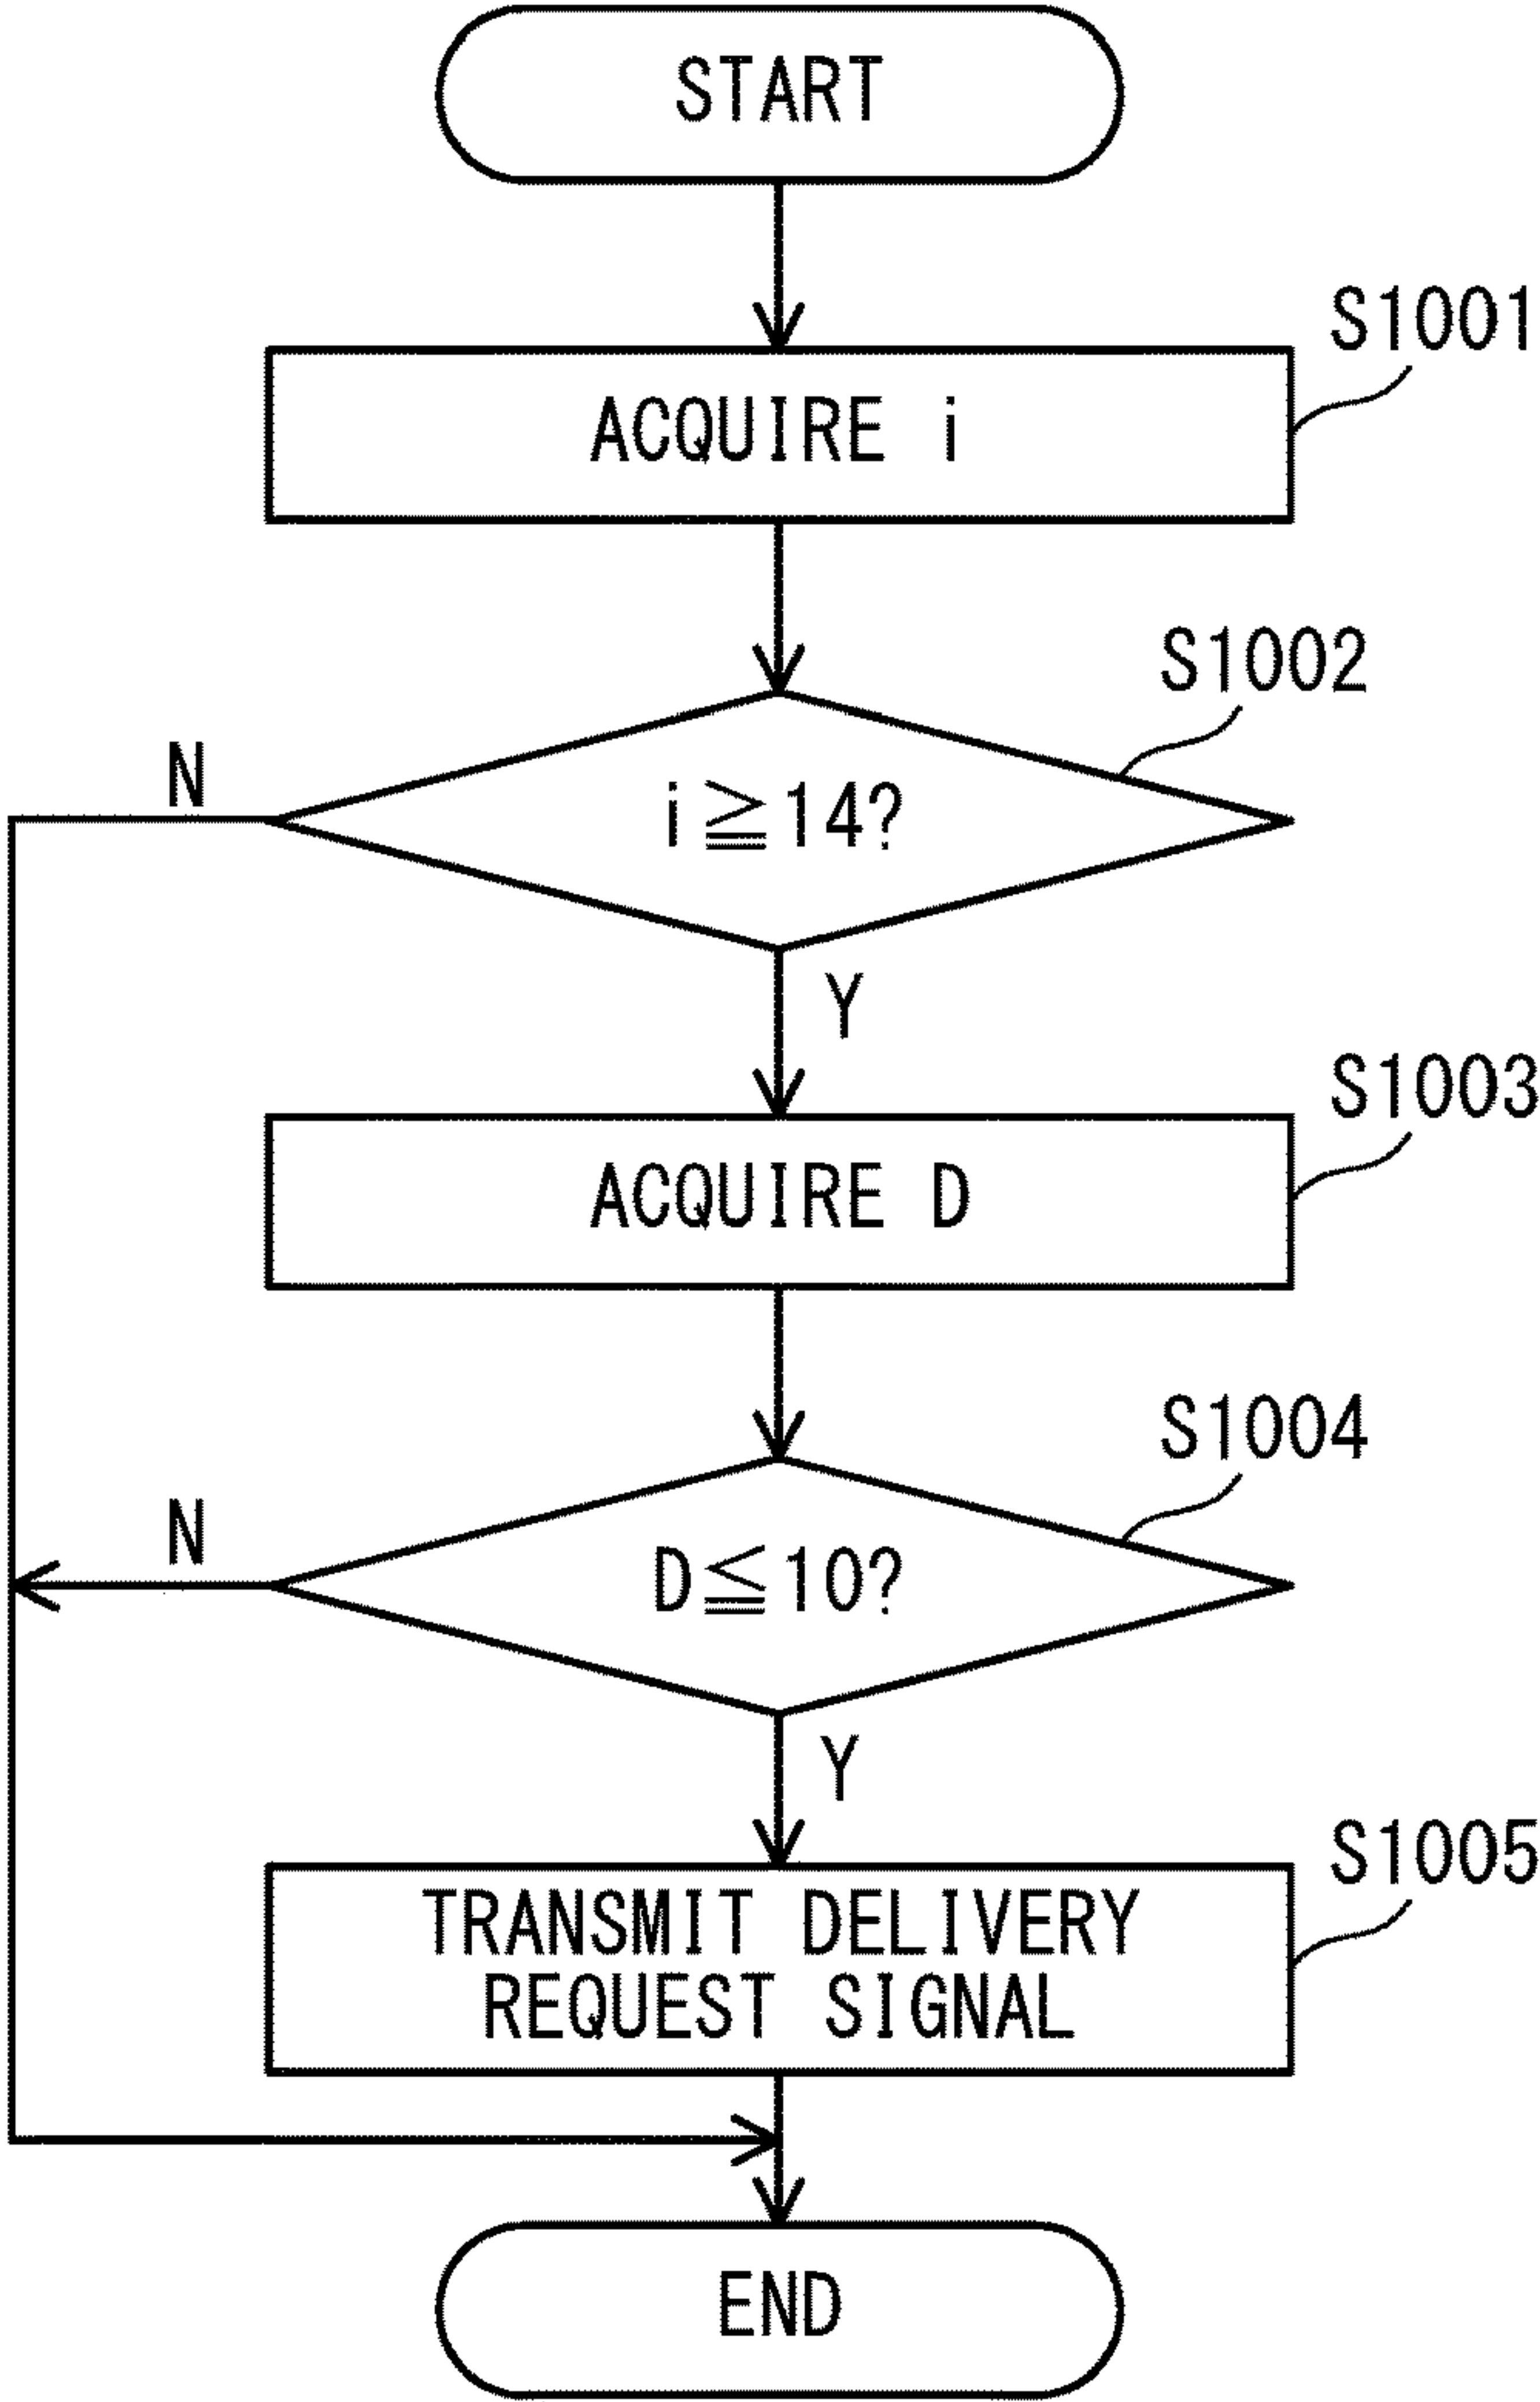 START
S1001
ACQUIRE i
S1002
N
i≧14?
Y
S1003
ACQUIRE D
S1004
N
D≦10?
Y
S1005
TRANSMIT DELIVERY
REQUEST SIGNAL
END